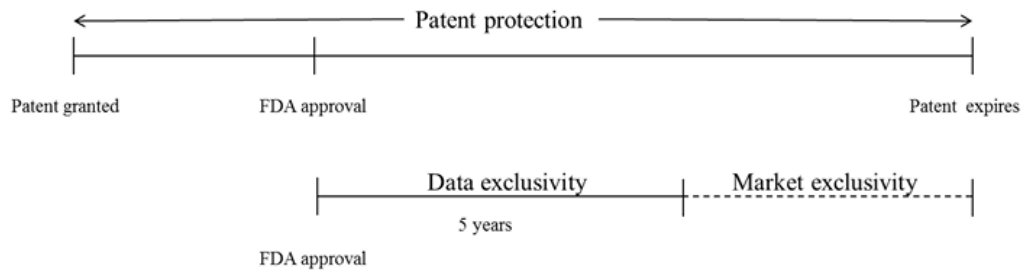 Patent protection
Patent granted FDA approval Patent expires
Data exclusivity Market exclusivity
5 years
FDA approval